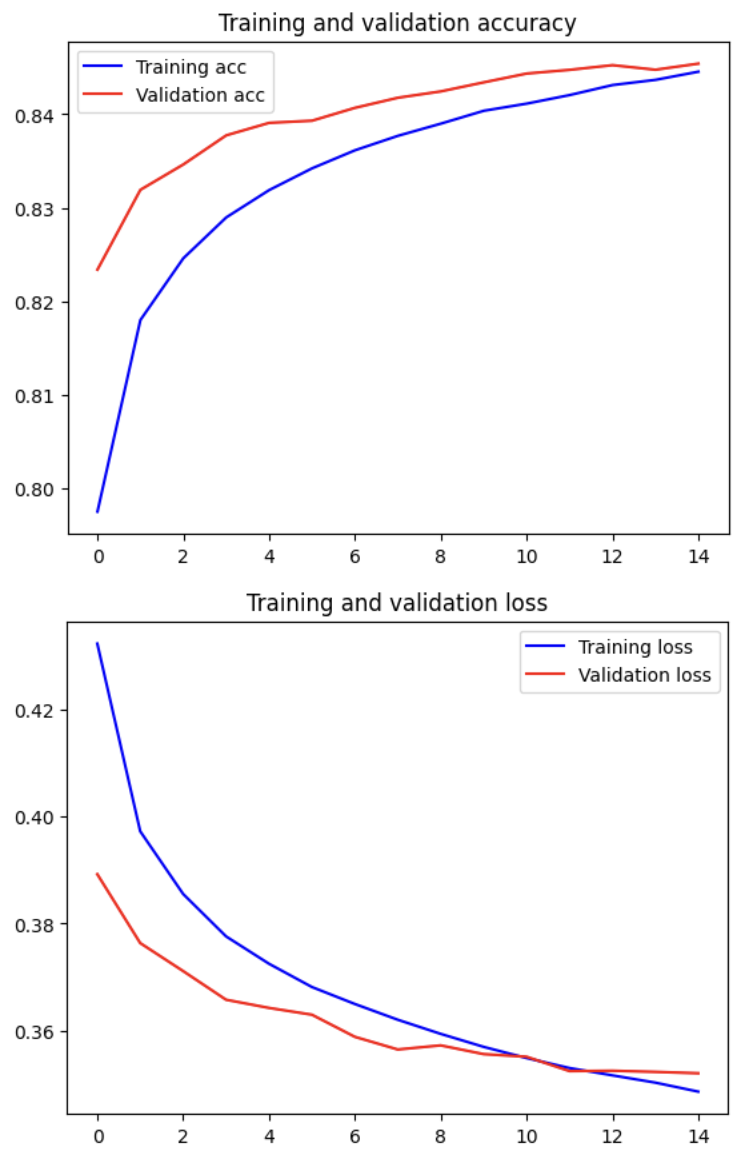 Training and validation accuracy
Training acc
Validation acc
0.84
0.83
0.82
0.81
0.80
0 2 4 6 8 10 12 14
Training and validation loss
Training loss
Validation loss
0.42
0.40
0.38
0.36
0 2 4 6 8 10 12 14